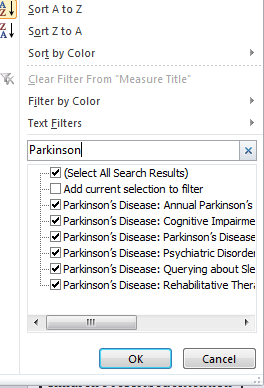 Sort A to Z
Sort Z to A
Sort by Color
Clear Filter From "Measure Title"
Filter by Color
Text Filters
Parkinson
(Select All Search Results)
Add current selection to filter
Parkinson's Disease: Annual Parkinson's
Parkinson's Disease: Cognitive Impairme
Parkinson's Disease: Parkinson's Disease
Parkinson's Disease: Psychiatric Disorder
Parkinson's Disease: Querying about Sle
Parkinson's Disease: Rehabilitative Thera
OK Cancel